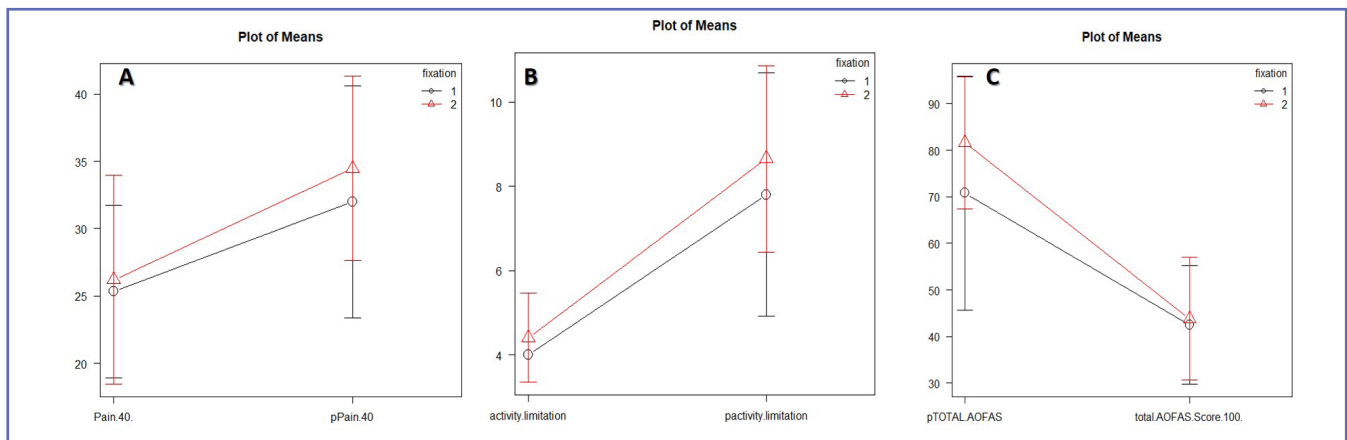 Plot of Means
A
fixation
1
2
40
35
30
25
20
Pain.40.
pPain.40
Plot of Means
B
fixation
1
2
10
8
6
4
activity.limitation
pactivity.limitation
Plot of Means
C
fixation
1
2
90
80
70
60
50
40
30
pTOTAL.AOFAS
total.AOFAS.Score.100.